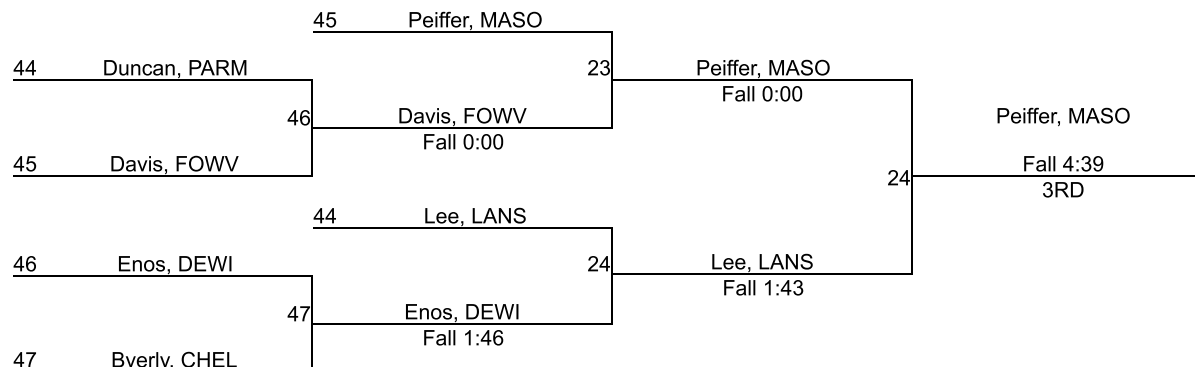 45 Peiffer, MASO
44 Duncan, PARM
23 Peiffer, MASO
Fall 0:00
46 Davis, FOWV
Fall 0:00
Peiffer, MASO
45 Davis, FOWV
Fall 4:39
24
3RD
44 Lee, LANS
46 Enos, DEWI
24 Lee, LANS
Fall 1:43
47 Enos, DEWI
Fall 1:46
47 Byerly, CHEL